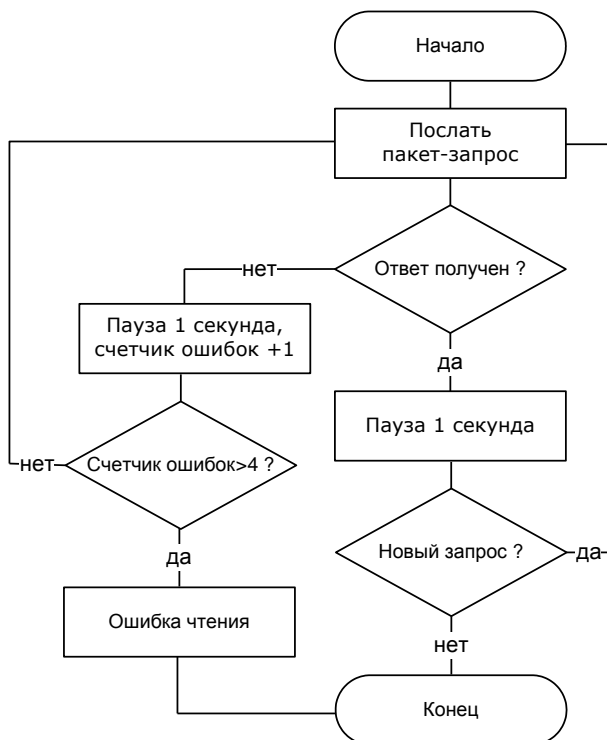 Начало
Послать
пакет-запрос
Ответ получен ?
нет
Пауза 1 секунда,
счетчик ошибок +1
да
Пауза 1 секунда
нет
Счетчик ошибок>4 ?
да
Новый запрос ?
да
Ошибка чтения
нет
Конец